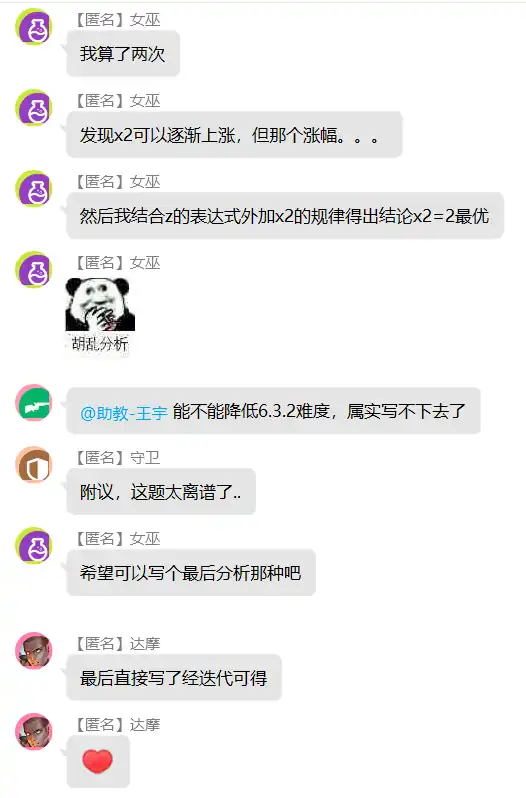 【匿名】女巫
我算了两次
【匿名】女巫
发现x2可以逐渐上涨，但那个涨幅。。。
【匿名】女巫
然后我结合z的表达式外加x2的规律得出结论x2=2最优
【匿名】女巫
胡乱分析
@助教-王宇 能不能降低6.3.2难度，属实写不下去了
【匿名】守卫
附议，这题太离谱了..
【匿名】女巫
希望可以写个最后分析那种吧
【匿名】达摩
最后直接写了经迭代可得
【匿名】达摩